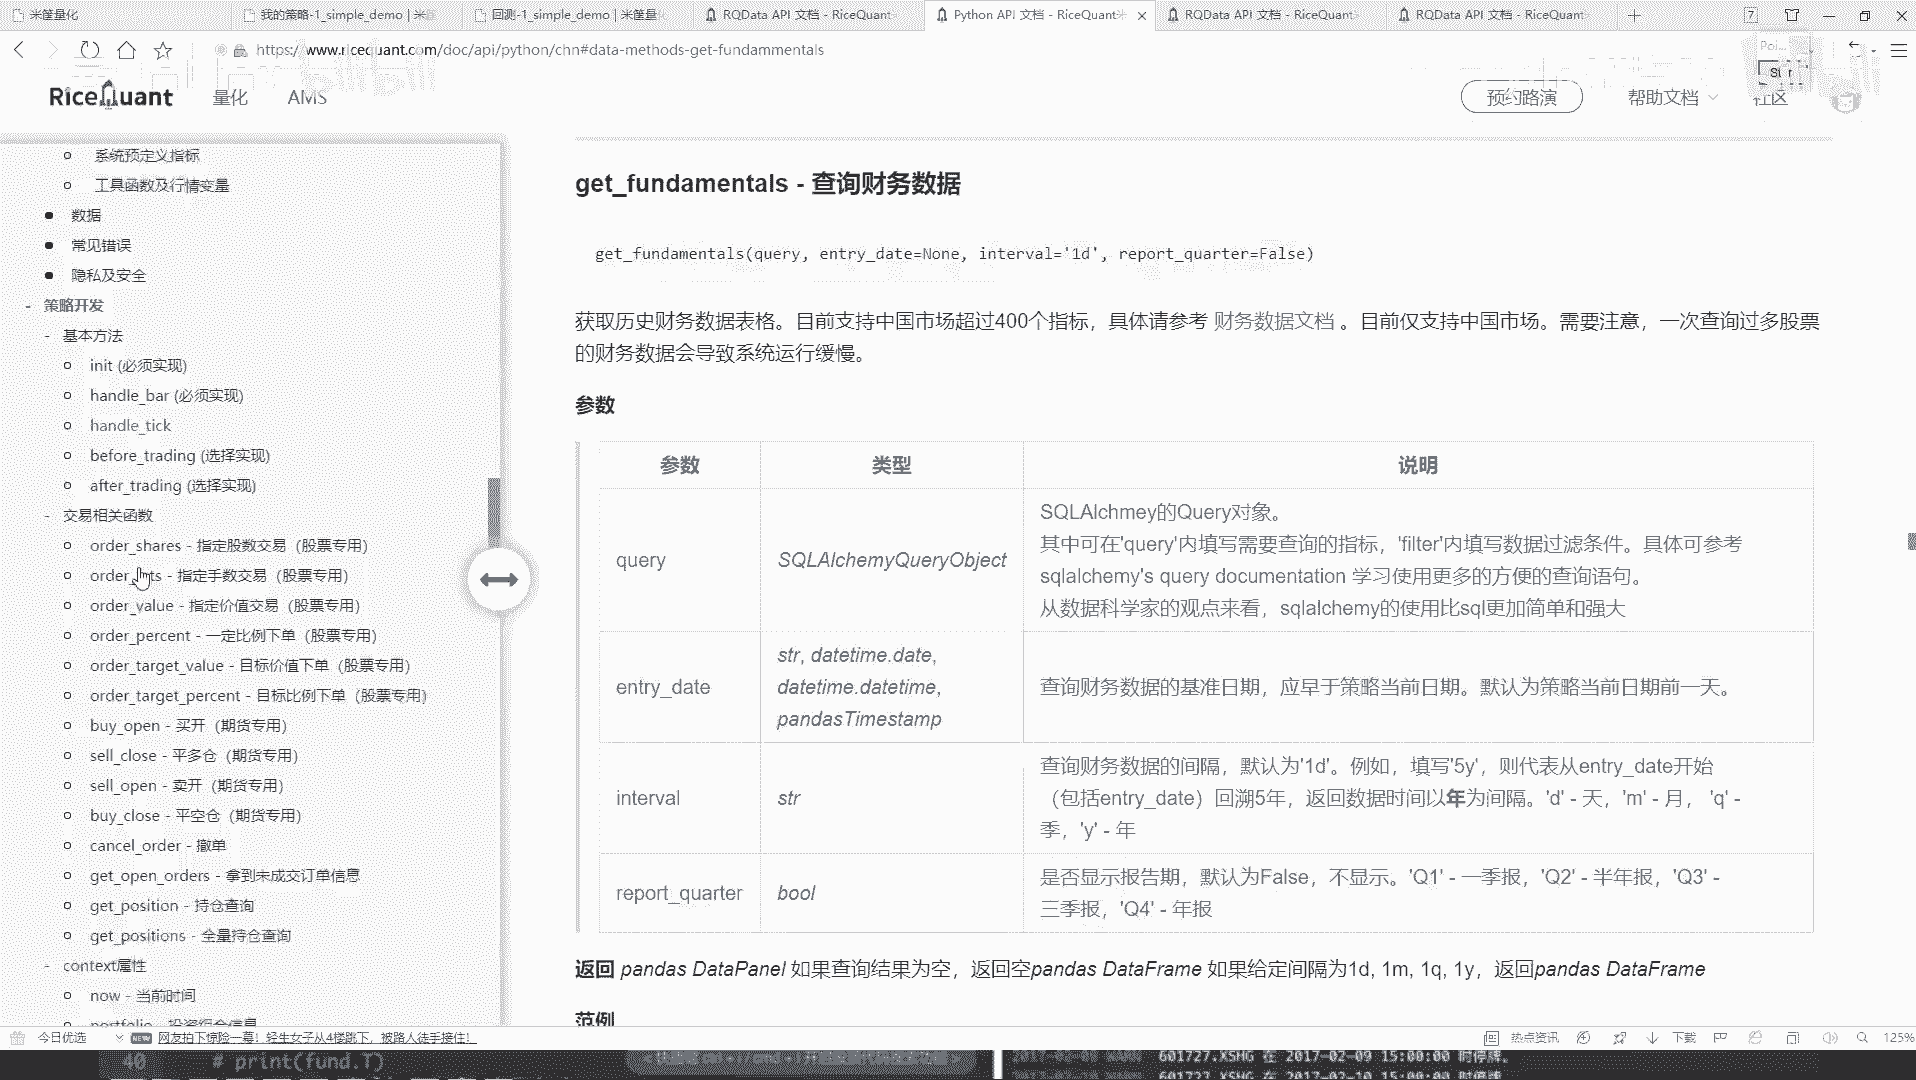 米筐量化
我的策略-1_simple_demo | 米筐
回测-1_simple_demo | 米筐量化
RQData API 文档 - RiceQuant
Python API 文档 - RiceQuant米
RQData API 文档 - RiceQuant
RQData API 文档 - RiceQuant
7
https://www.ricequant.com/doc/api/python/chn#data-methods-get-fundammentals
RiceQuant
量化
AMS
预约路演
帮助文档
社区
系统预定义指标
工具函数及行情变量
数据
常见错误
隐私及安全
- 策略开发
- 基本方法
init (必须实现)
handle_bar (必须实现)
handle_tick
before_trading (选择实现)
after_trading (选择实现)
- 交易相关函数
order_shares - 指定股数交易（股票专用）
order_lots - 指定手数交易（股票专用）
order_value - 指定价值交易（股票专用）
order_percent - 一定比例下单（股票专用）
order_target_value - 目标价值下单（股票专用）
order_target_percent - 目标比例下单（股票专用）
buy_open - 买开（期货专用）
sell_close - 平多仓（期货专用）
sell_open - 卖开（期货专用）
buy_close - 平空仓（期货专用）
cancel_order - 撤单
get_open_orders - 拿到未成交订单信息
get_position - 持仓查询
get_positions - 全量持仓查询
- context属性
now - 当前时间
portfolio - 投资组合信息
get_fundamentals - 查询财务数据
get_fundamentals(query, entry_date=None, interval='1d', report_quarter=False)
获取历史财务数据表格。目前支持中国市场超过400个指标，具体请参考 财务数据文档 。目前仅支持中国市场。需要注意，一次查询过多股票
的财务数据会导致系统运行缓慢。
参数
参数 类型 说明
query SQLAlchemyQueryObject
SQLAlchmey的Query对象。
其中可在'query'内填写需要查询的指标，'filter'内填写数据过滤条件。具体可参考
sqlalchemy's query documentation 学习使用更多的方便的查询语句。
从数据科学家的观点来看，sqlalchemy的使用比sql更加简单和强大
entry_date
str, datetime.date,
datetime.datetime,
pandasTimestamp
查询财务数据的基准日期，应早于策略当前日期。默认为策略当前日期前一天。
interval str
查询财务数据的间隔，默认为'1d'。例如，填写'5y'，则代表从entry_date开始
（包括entry_date）回溯5年，返回数据时间以年为间隔。'd' - 天，'m' - 月， 'q' -
季，'y' - 年
report_quarter bool
是否显示报告期，默认为False，不显示。'Q1' - 一季报，'Q2' - 半年报，'Q3' -
三季报，'Q4' - 年报
返回 pandas DataPanel 如果查询结果为空，返回空pandas DataFrame 如果给定间隔为1d, 1m, 1q, 1y，返回pandas DataFrame
范例
今日优选
NEW
网友拍下惊险一幕！轻生女子从4楼跳下，被路人徒手接住！
热点资讯
下载
125%
40 # print(fund.T)
2017-02-09 WARN 601727.XSHG 在 2017-02-09 15:00:00 时停牌。
601727.XSHG 在 2017-02-10 15:00:00 时停牌。